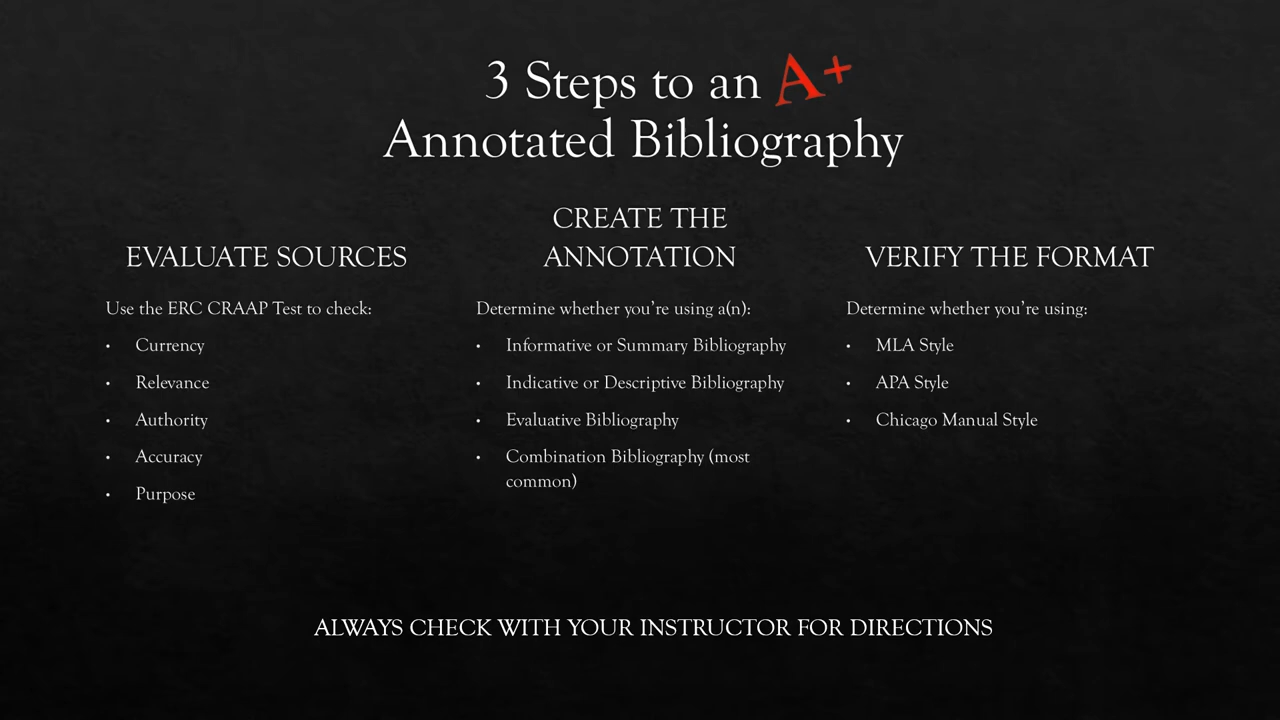 3 Steps to an A+
Annotated Bibliography
EVALUATE SOURCES
Use the ERC CRAAP Test to check:
• Currency
• Relevance
• Authority
• Accuracy
• Purpose
CREATE THE
ANNOTATION
Determine whether you’re using a(n):
• Informative or Summary Bibliography
• Indicative or Descriptive Bibliography
• Evaluative Bibliography
• Combination Bibliography (most
common)
VERIFY THE FORMAT
Determine whether you’re using:
• MLA Style
• APA Style
• Chicago Manual Style
ALWAYS CHECK WITH YOUR INSTRUCTOR FOR DIRECTIONS